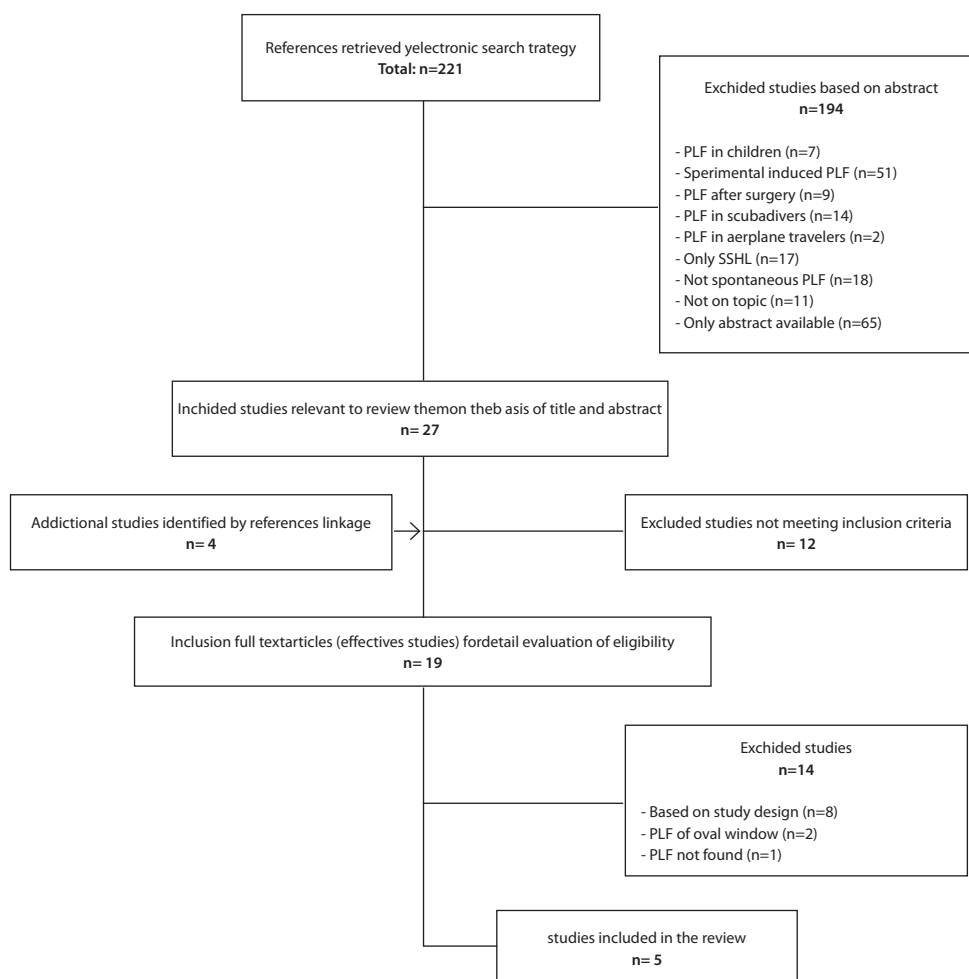 References retrieved yelectronic search trategy
Total: n=221
Exchided studies based on abstract
n=194
- PLF in children (n=7)
- Sperimental induced PLF (n=51)
- PLF after surgery (n=9)
- PLF in scubadivers (n=14)
- PLF in aerplane travelers (n=2)
- Only SSHL (n=17)
- Not spontaneous PLF (n=18)
- Not on topic (n=11)
- Only abstract available (n=65)
Inchided studies relevant to review themon theb asis of title and abstract
n= 27
Addictional studies identified by references linkage
n= 4
Excluded studies not meeting inclusion criteria
n= 12
Inclusion full textarticles (effectives studies) fordetail evaluation of eligibility
n= 19
Exchided studies
n=14
- Based on study design (n=8)
- PLF of oval window (n=2)
- PLF not found (n=1)
studies included in the review
n= 5